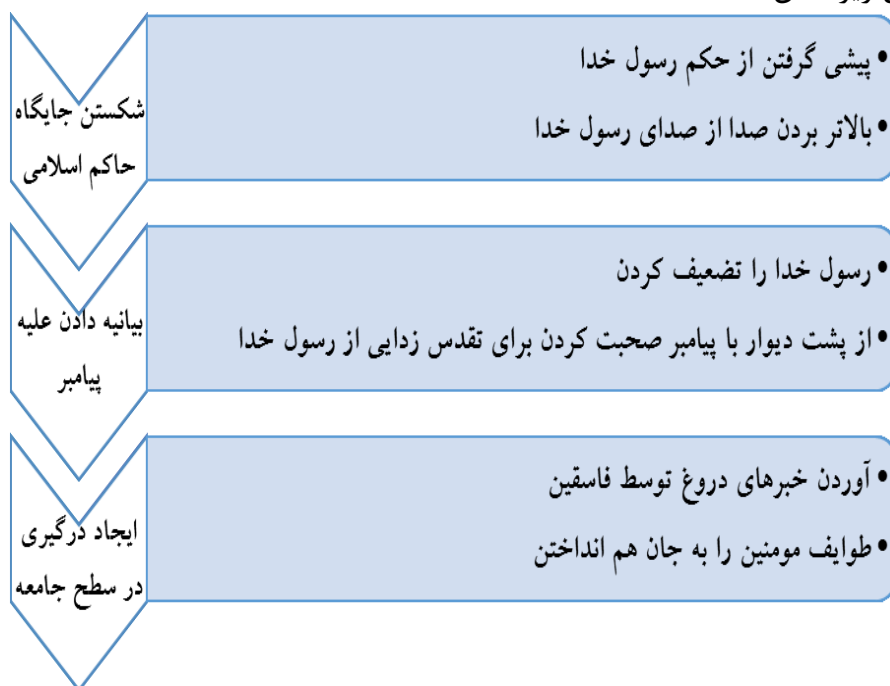 • پیشی گرفتن از حکم رسول خدا
• بالاتر بردن صدا از صدای رسول خدا
شکستن جایگاه
حاکم اسلامی
• رسول خدا را تضعیف کردن
• از پشت دیوار با پیامبر صحبت کردن برای تقدس زدایی از رسول خدا
بیانیه دادن علیه
پیامبر
• آوردن خبرهای دروغ توسط فاسقین
• طوایف مومنین را به جان هم انداختن
ایجاد درگیری
در سطح جامعه